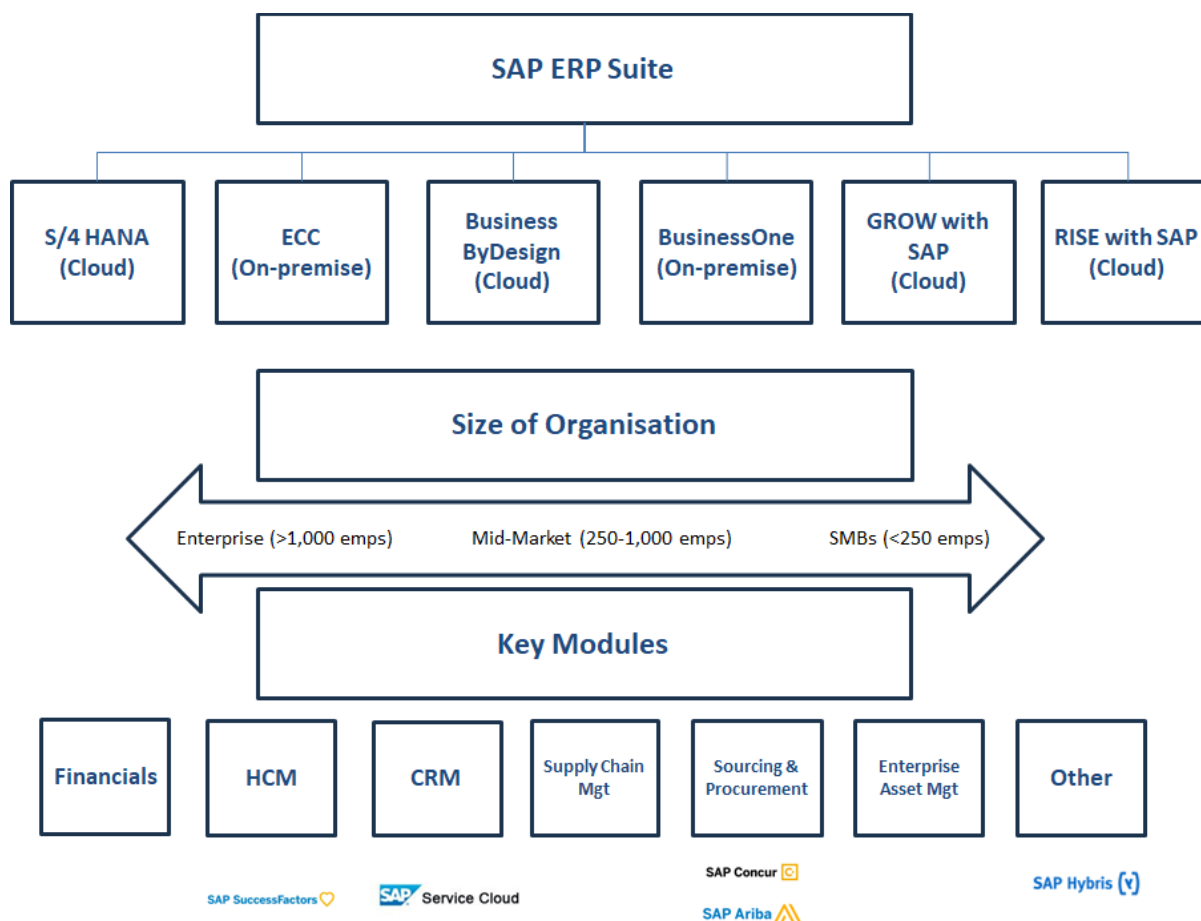 SAP ERP Suite
S/4 HANA
(Cloud)
ECC
(On-premise)
Business
ByDesign
(Cloud)
BusinessOne
(On-premise)
GROW with
SAP
(Cloud)
RISE with SAP
(Cloud)
Size of Organisation
Enterprise (>1,000 emps)
Mid-Market (250-1,000 emps)
SMBs (<250 emps)
Key Modules
Financials
HCM
CRM
Supply Chain
Mgt
Sourcing &
Procurement
Enterprise
Asset Mgt
Other
SAP SuccessFactors
SAP Service Cloud
SAP Concur
SAP Ariba
SAP Hybris (y)